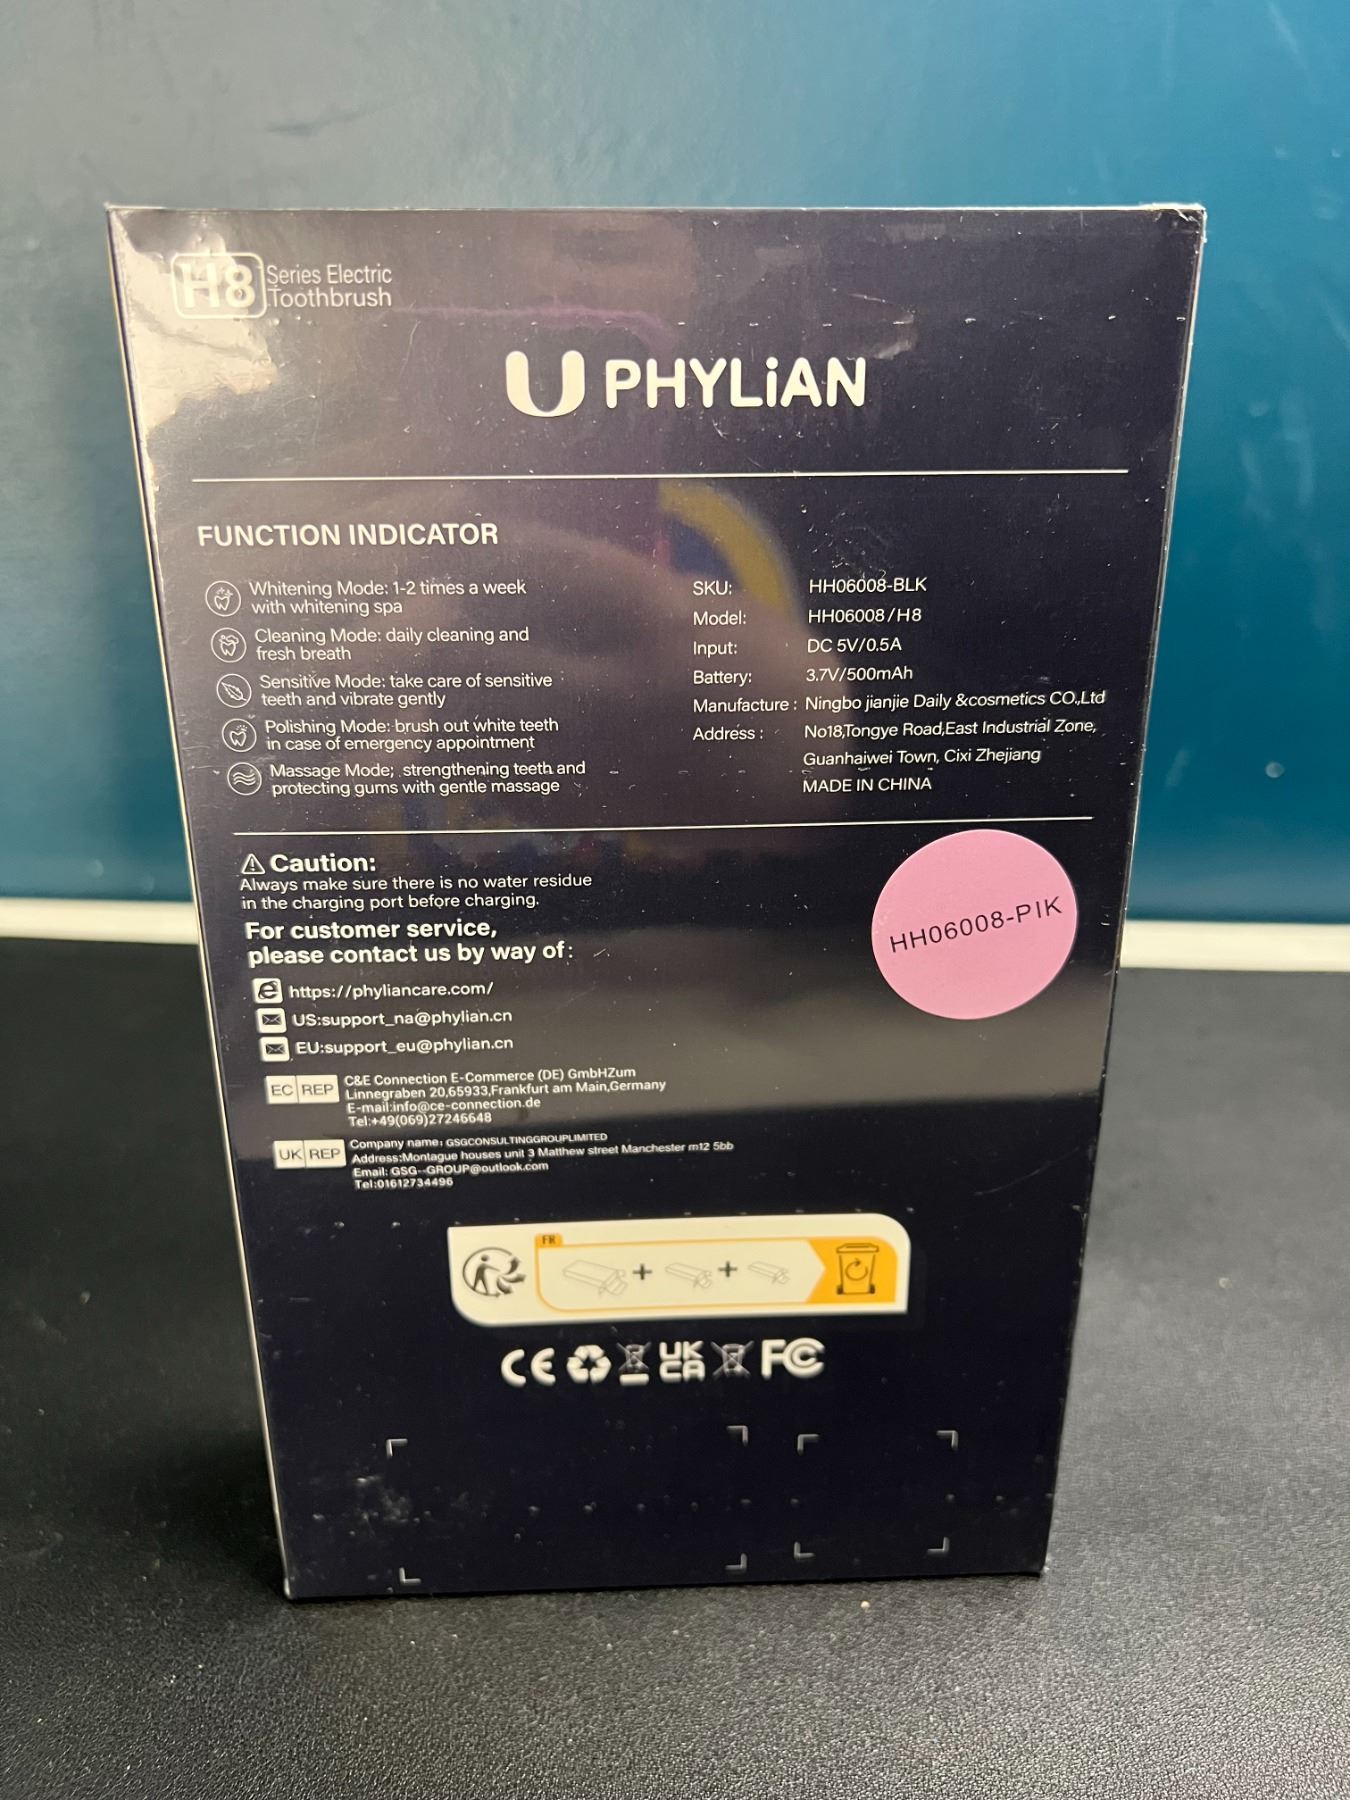 H8 Series Electric
Toothbrush
U PHYLiAN
FUNCTION INDICATOR
Whitening Mode: 1-2 times a week
with whitening spa
Cleaning Mode: daily cleaning and
fresh breath
Sensitive Mode: take care of sensitive
teeth and vibrate gently
Polishing Mode: brush out white teeth
in case of emergency appointment
Massage Mode; strengthening teeth and
protecting gums with gentle massage
SKU: HH06008-BLK
Model: HH06008/H8
Input: DC 5V/0.5A
Battery: 3.7V/500mAh
Manufacture : Ningbo jianjie Daily &cosmetics CO.,Ltd
Address : No18,Tongye Road,East Industrial Zone,
Guanhaiwei Town, Cixi Zhejiang
MADE IN CHINA
Caution:
Always make sure there is no water residue
in the charging port before charging.
HH06008-PIK
For customer service,
please contact us by way of:
https://phyliancare.com/
US:support_na@phylian.cn
EU:support_eu@phylian.cn
EC REP
C&E Connection E-Commerce (DE) GmbHZum
Linnegraben 20,65933,Frankfurt am Main,Germany
E-mail:info@ce-connection.de
Tel:+49(069)27246648
UK REP
Company name: GSGCONSULTINGGROUPLIMITED
Address:Montague houses unit 3 Matthew street Manchester m12 5bb
Email: GSG--GROUP@outlook.com
Tel:01612734496
FR
+ +
CE UK CA FC